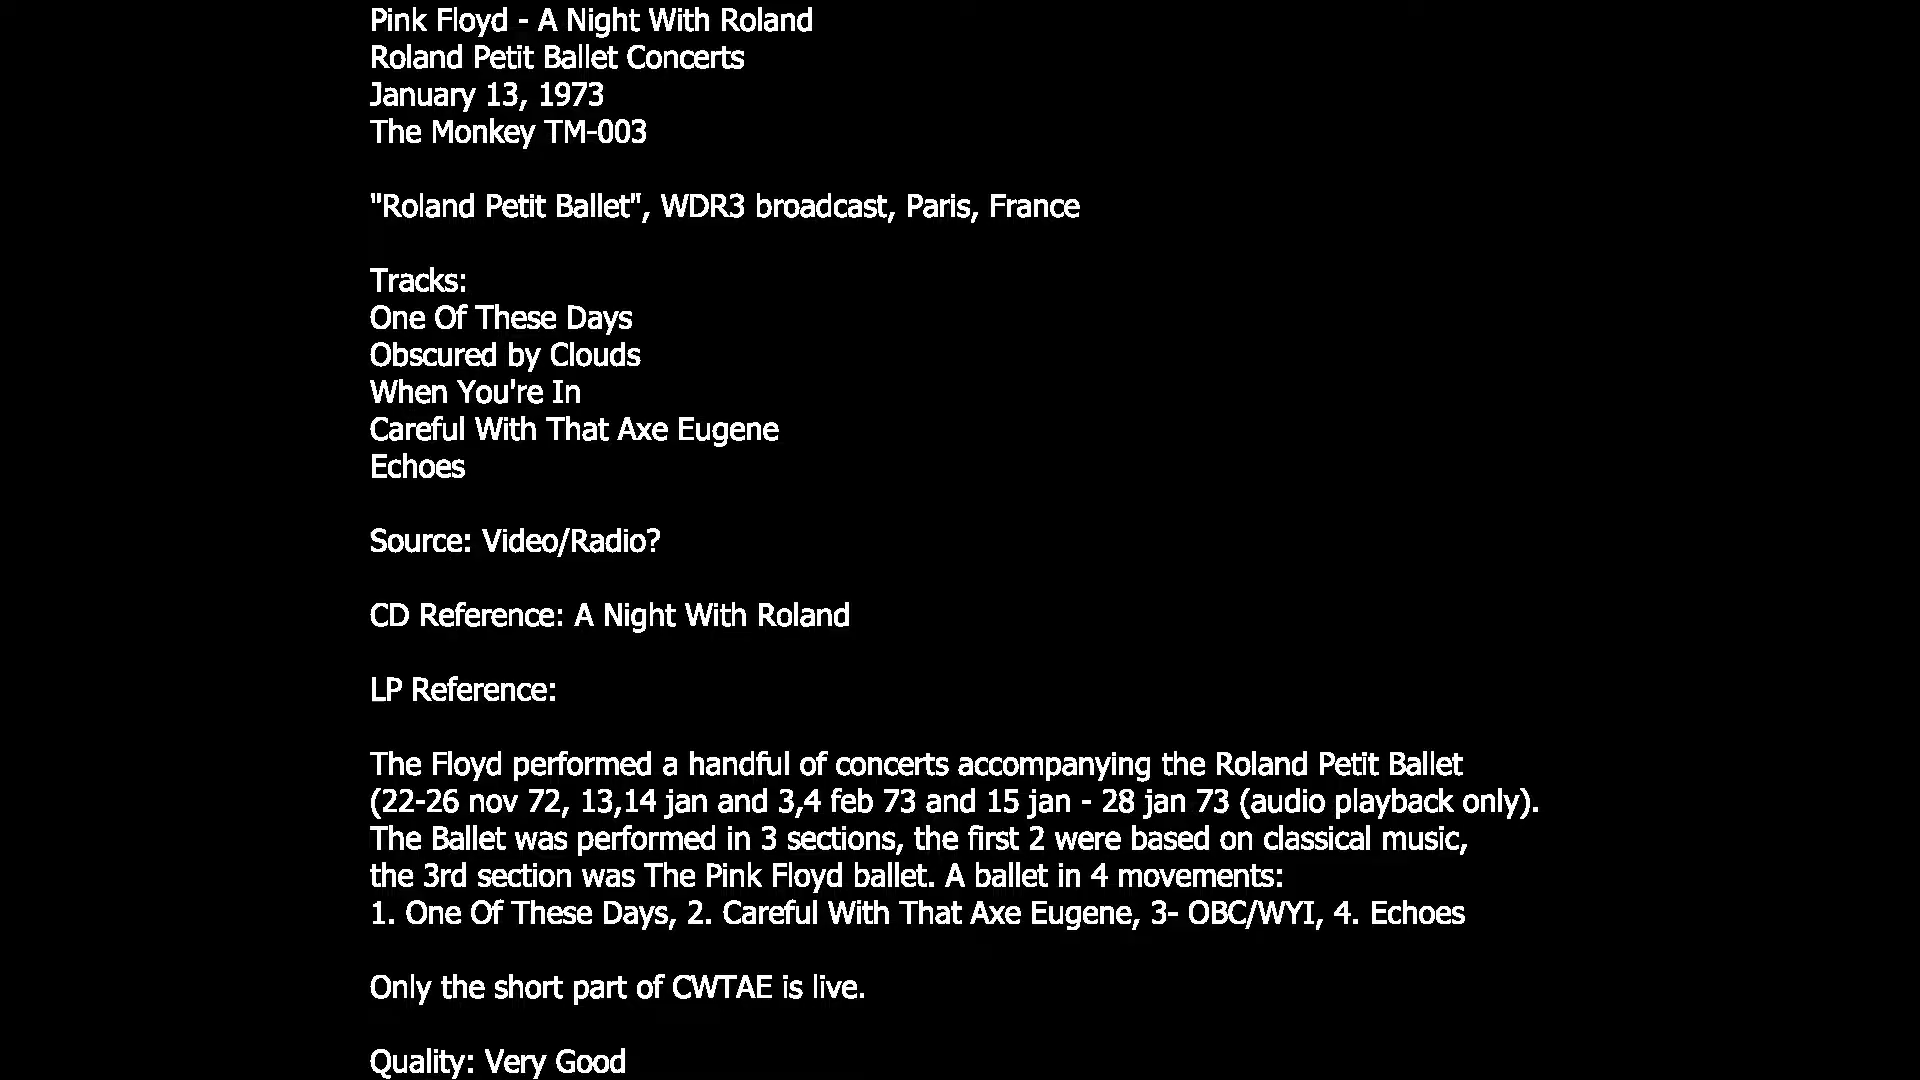 Pink Floyd - A Night With Roland
Roland Petit Ballet Concerts
January 13, 1973
The Monkey TM-003
"Roland Petit Ballet", WDR3 broadcast, Paris, France
Tracks:
One Of These Days
Obscured by Clouds
When You're In
Careful With That Axe Eugene
Echoes
Source: Video/Radio?
CD Reference: A Night With Roland
LP Reference:
The Floyd performed a handful of concerts accompanying the Roland Petit Ballet
(22-26 nov 72, 13,14 jan and 3,4 feb 73 and 15 jan - 28 jan 73 (audio playback only).
The Ballet was performed in 3 sections, the first 2 were based on classical music,
the 3rd section was The Pink Floyd ballet. A ballet in 4 movements:
1. One Of These Days, 2. Careful With That Axe Eugene, 3- OBC/WYI, 4. Echoes
Only the short part of CWTAE is live.
Quality: Very Good